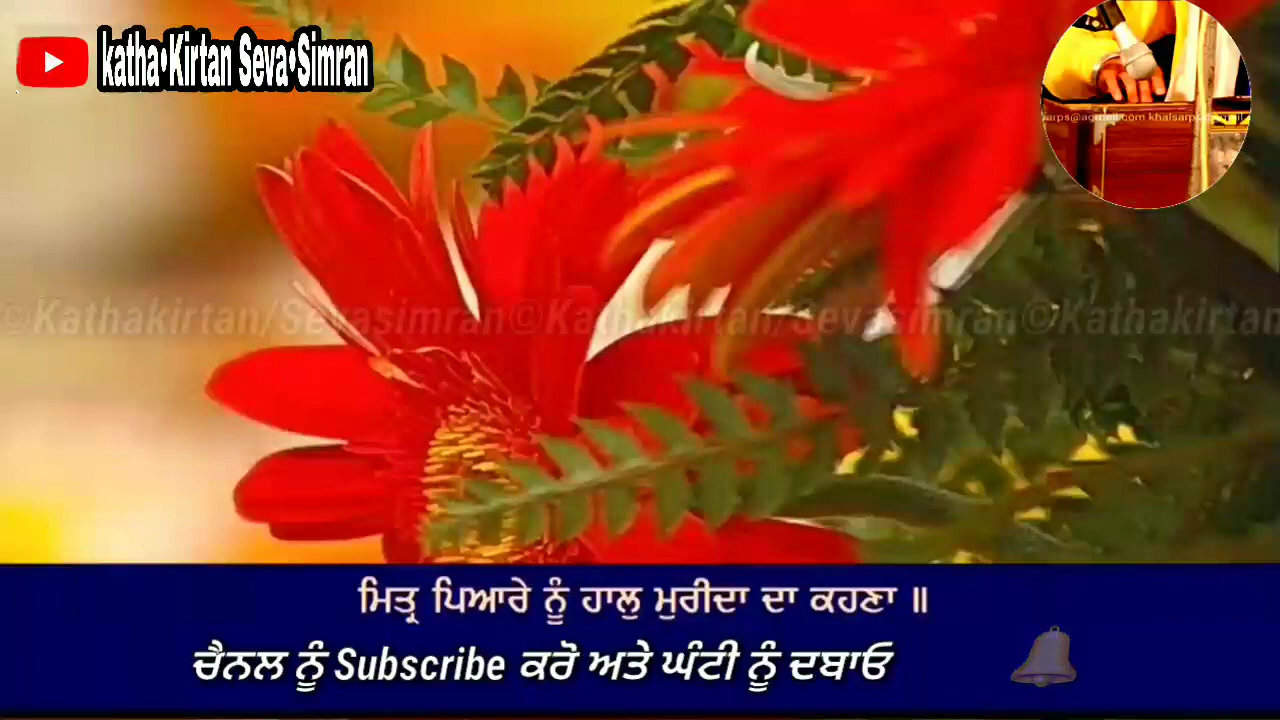 katha•Kirtan Seva•Simran
©Kathakirtan/Sevasimran©Kathakirtan/Sevasimran©Kathakirtan
ਮਿਤ੍ਰ ਪਿਆਰੇ ਨੂੰ ਹਾਲੁ ਮੁਰੀਦਾ ਦਾ ਕਹਣਾ ॥
ਚੈਨਲ ਨੂੰ Subscribe ਕਰੋ ਅਤੇ ਘੰਟੀ ਨੂੰ ਦਬਾਓ